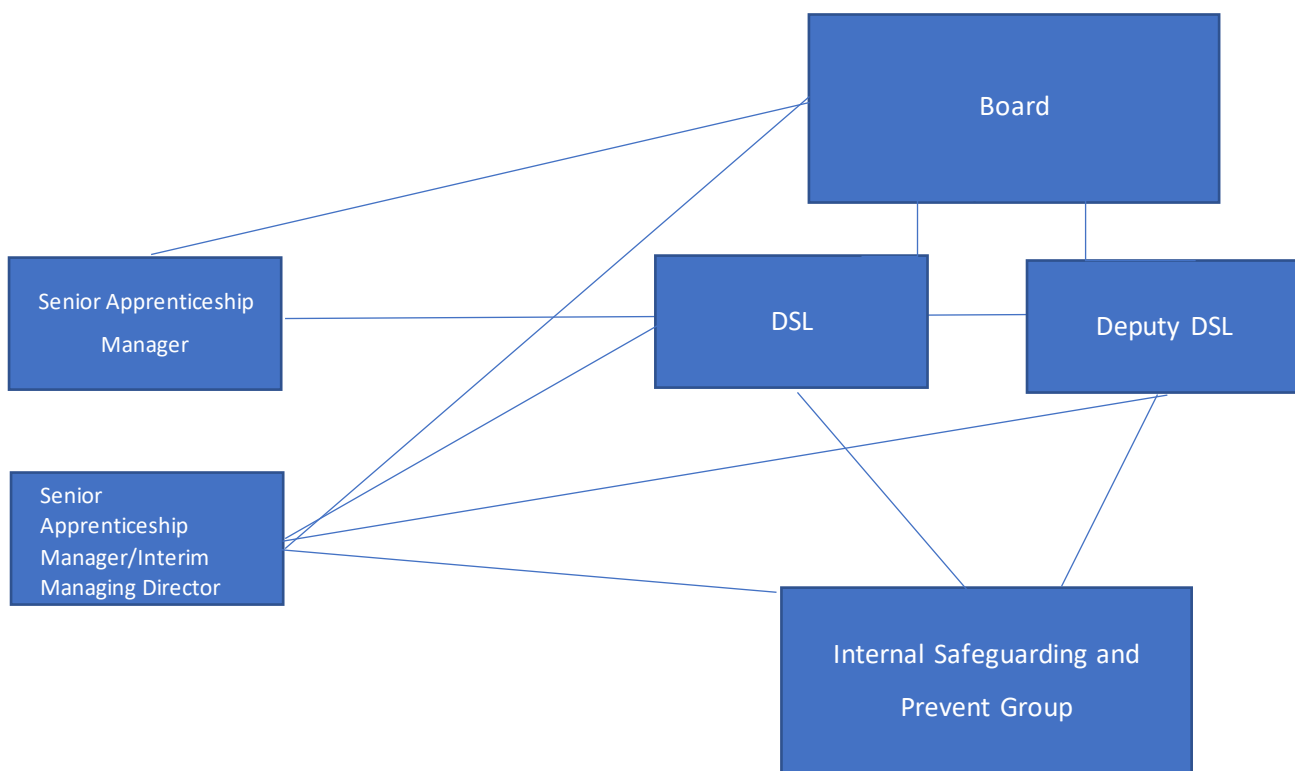 Board
Senior Apprenticeship
Manager
DSL
Deputy DSL
Senior
Apprenticeship
Manager/Interim
Managing Director
Internal Safeguarding and
Prevent Group